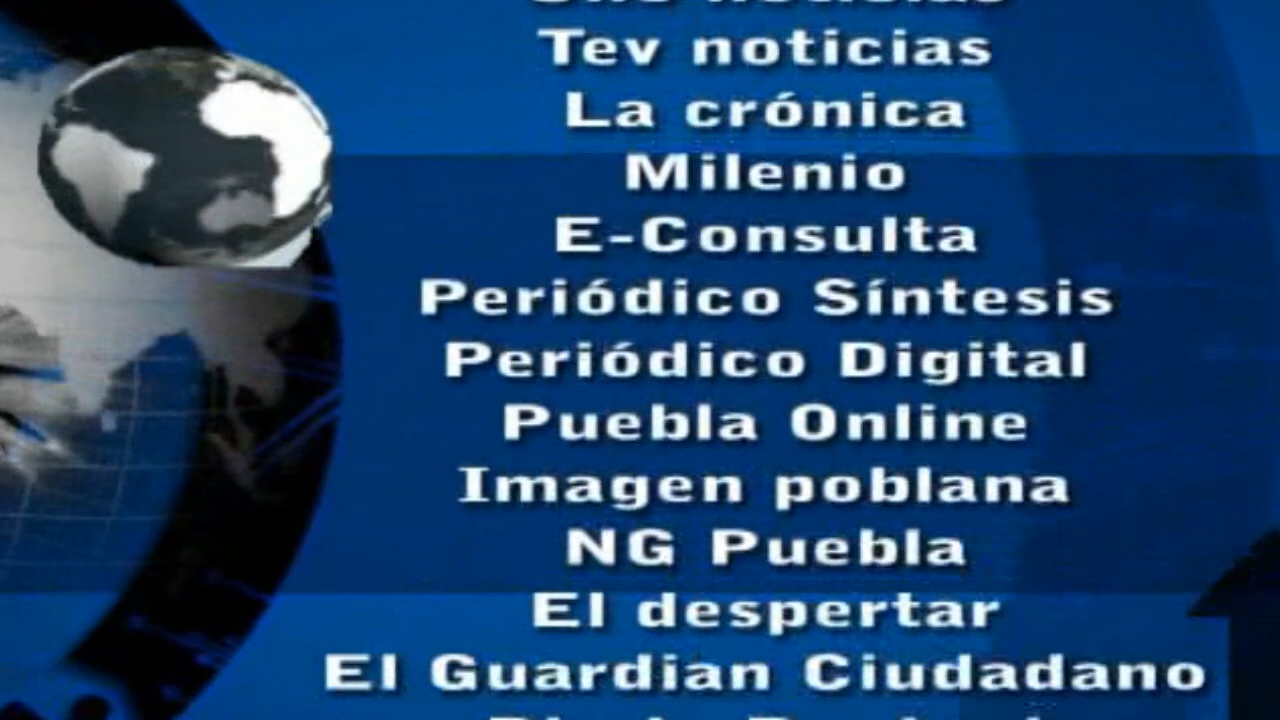 noticias
Tev noticias
La crónica
Milenio
E-Consulta
Periódico Síntesis
Periódico Digital
Puebla Online
Imagen poblana
NG Puebla
El despertar
El Guardian Ciudadano